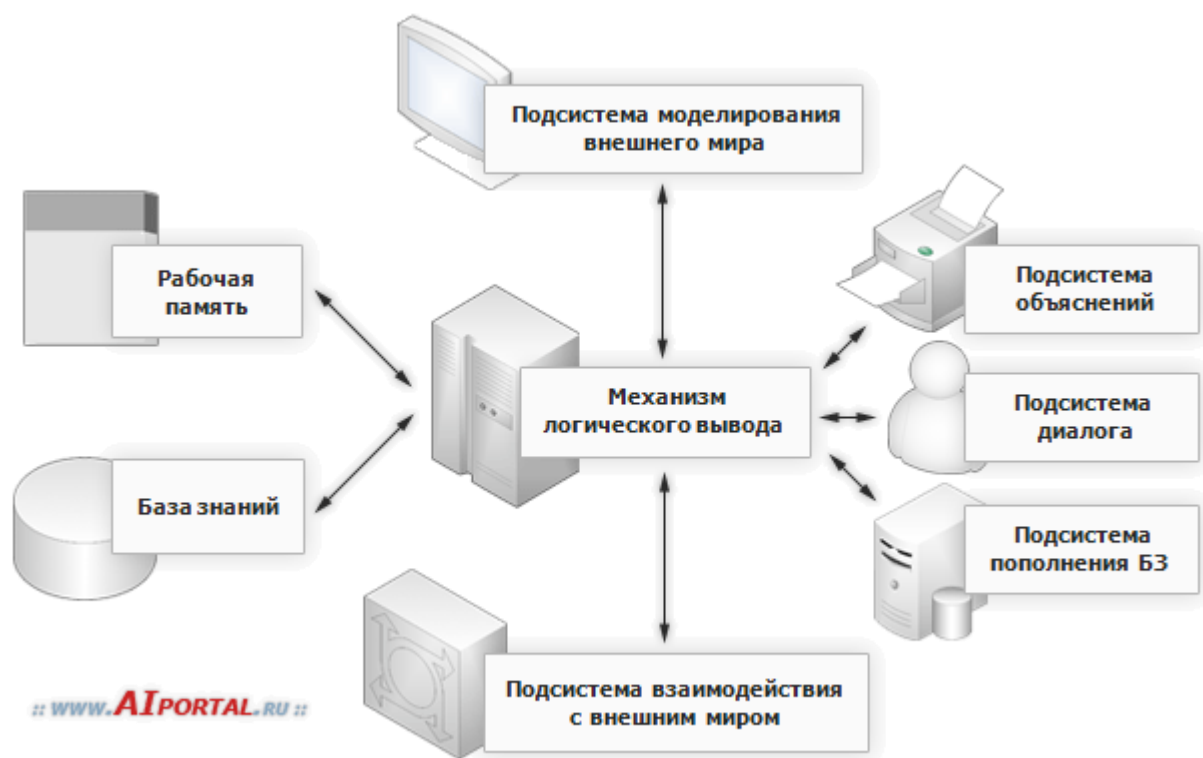 Подсистема моделирования
внешнего мира
Рабочая
память
Подсистема
объяснений
Механизм
логического вывода
Подсистема
диалога
База знаний
Подсистема
пополнения БЗ
Подсистема взаимодействия
с внешним миром
:: www.AIPORTAL.RU ::